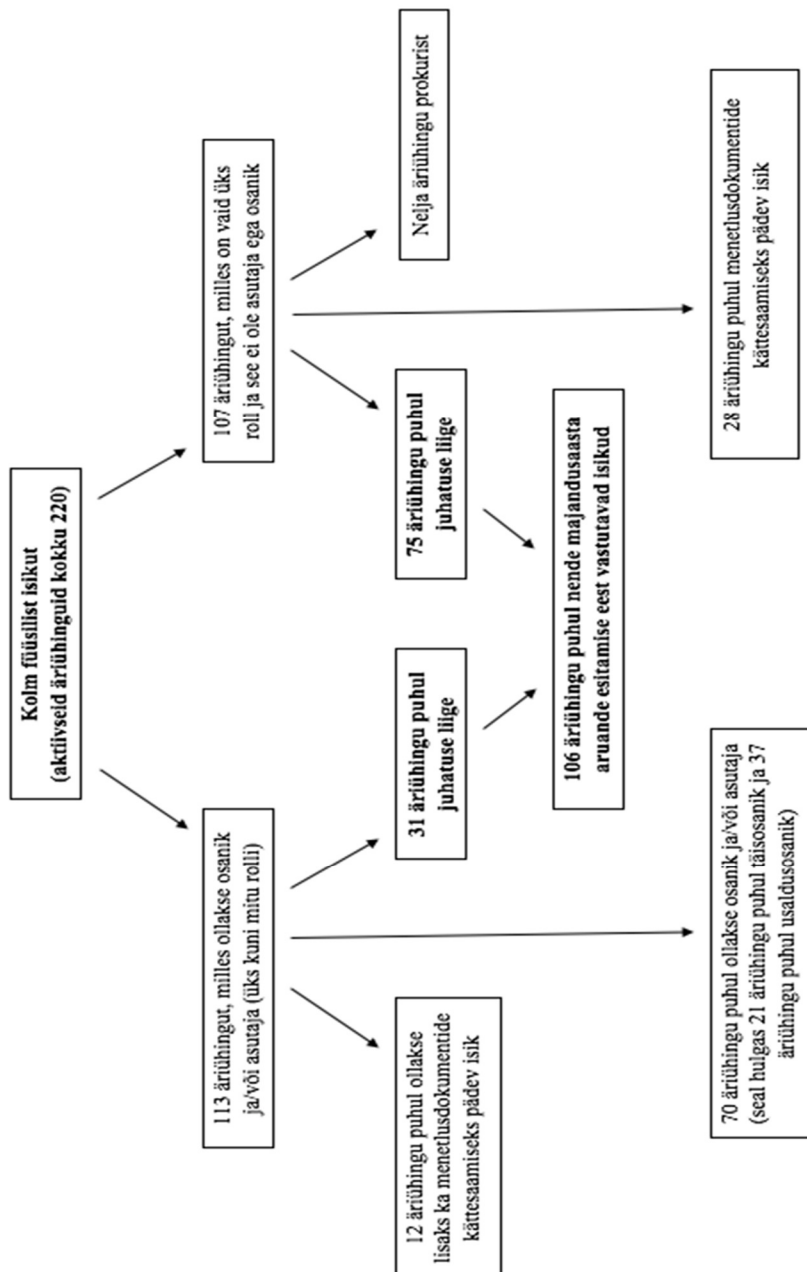 Kolm füüsilist isikut
(aktiivseid äriühinguid kokku 220)
113 äriühingut, milles ollakse osanik
ja/või asutaja (üks kuni mitu rolli)
107 äriühingut, milles on vaid üks
roll ja see ei ole asutaja ega osanik
12 äriühingu puhul ollakse
lisaks ka menetlusdokumentide
kättesaamiseks pädev isik
31 äriühingu puhul
juhatuse liige
75 äriühingu puhul
juhatuse liige
Nelja äriühingu prokurist
106 äriühingu puhul nende majandusaasta
aruande esitamise eest vastutavad isikud
70 äriühingu puhul ollakse osanik ja/või asutaja
(seal hulgas 21 äriühingu puhul täisosanik ja 37
äriühingu puhul usaldusosanik)
28 äriühingu puhul menetlusdokumentide
kättesaamiseks pädev isik